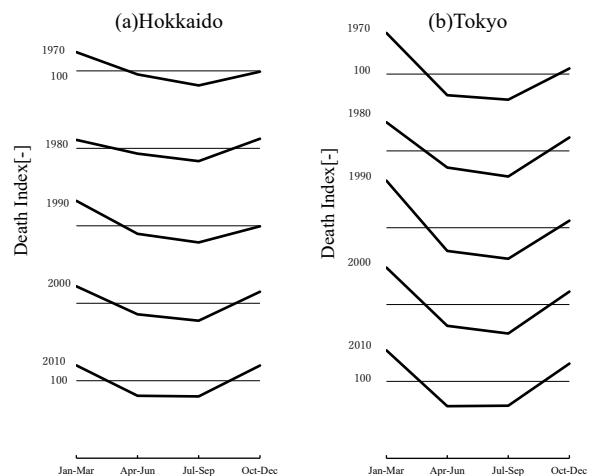 (a)Hokkaido
1970
100
1980
1990
2000
2010
100
Death Index[-]
Jan-Mar Apr-Jun Jul-Sep Oct-Dec
(b)Tokyo
1970
100
1980
1990
2000
2010
100
Death Index[-]
Jan-Mar Apr-Jun Jul-Sep Oct-Dec